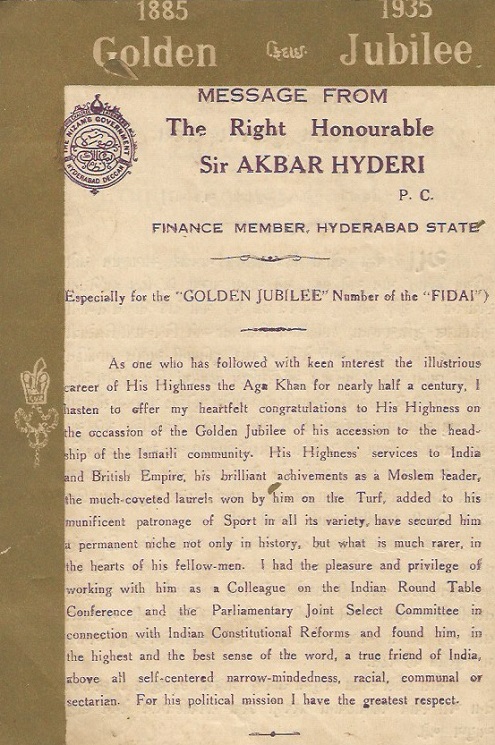 1885 1935
Golden Jubilee
MESSAGE FROM
The Right Honourable
Sir AKBAR HYDERI
P. C.
THE NIZAM'S GOVERNMENT
HYDERABAD DECCAN
FINANCE MEMBER, HYDERABAD STATE
Especially for the "GOLDEN JUBILEE" Number of the "FIDAI")
As one who has followed with keen interest the illustrious
career of His Highness the Aga Khan for nearly half a century, I
hasten to offer my heartfelt congratulations to His Highness on
the occassion of the Golden Jubilee of his accession to the head-
ship of the Ismaili community. His Highness' services to India
and British Empire, his brilliant achivements as a Moslem leader,
the much-coveted laurels won by him on the Turf, added to his
munificent patronage of Sport in all its variety, have secured him
a permanent niche not only in history, but what is much rarer, in
the hearts of his fellow-men. I had the pleasure and privilege of
working with him as a Colleague on the Indian Round Table
Conference and the Parliamentary Joint Select Committee in
connection with Indian Constitutional Reforms and found him, in
the highest and the best sense of the word, a true friend of India,
above all self-centered narrow-mindedness, racial, communal or
sectarian. For his political mission I have the greatest respect.